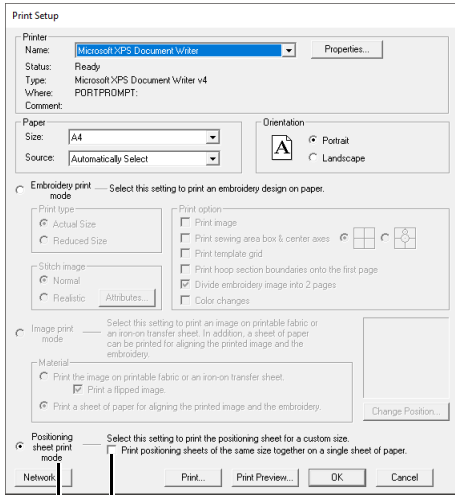 Print Setup
Printer
Name: Microsoft XPS Document Writer Properties...
Status: Ready
Type: Microsoft XPS Document Writer v4
Where: PORTPROMPT:
Comment:
Paper Orientation
Size: A4
Source: Automatically Select
A
Portrait
Landscape
Embroidery print mode
Select this setting to print an embroidery design on paper.
Print type
Actual Size
Reduced Size
Stitch image
Normal
Realistic Attributes...
Print option
Print image
Print sewing area box & center axes
Print template grid
Print hoop section boundaries onto the first page
Divide embroidery image into 2 pages
Color changes
Image print mode
Select this setting to print an image on printable fabric or
an iron-on transfer sheet. In addition, a sheet of paper
can be printed for aligning the printed image and the
embroidery.
Material
Print the image on printable fabric or an iron-on transfer sheet.
Print a flipped image.
Print a sheet of paper for aligning the printed image and the embroidery.
Change Position...
Positioning
sheet print
mode
Select this setting to print the positioning sheet for a custom size.
Print positioning sheets of the same size together on a single sheet of paper.
Network Print... Print Preview... OK Cancel